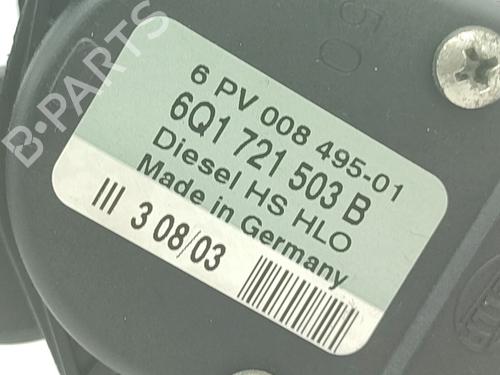 50
B-PARTS
6 PV 008 495-01
6Q1 721 503 B
Diesel HS HLO
Made in Germany
III 3 08/03